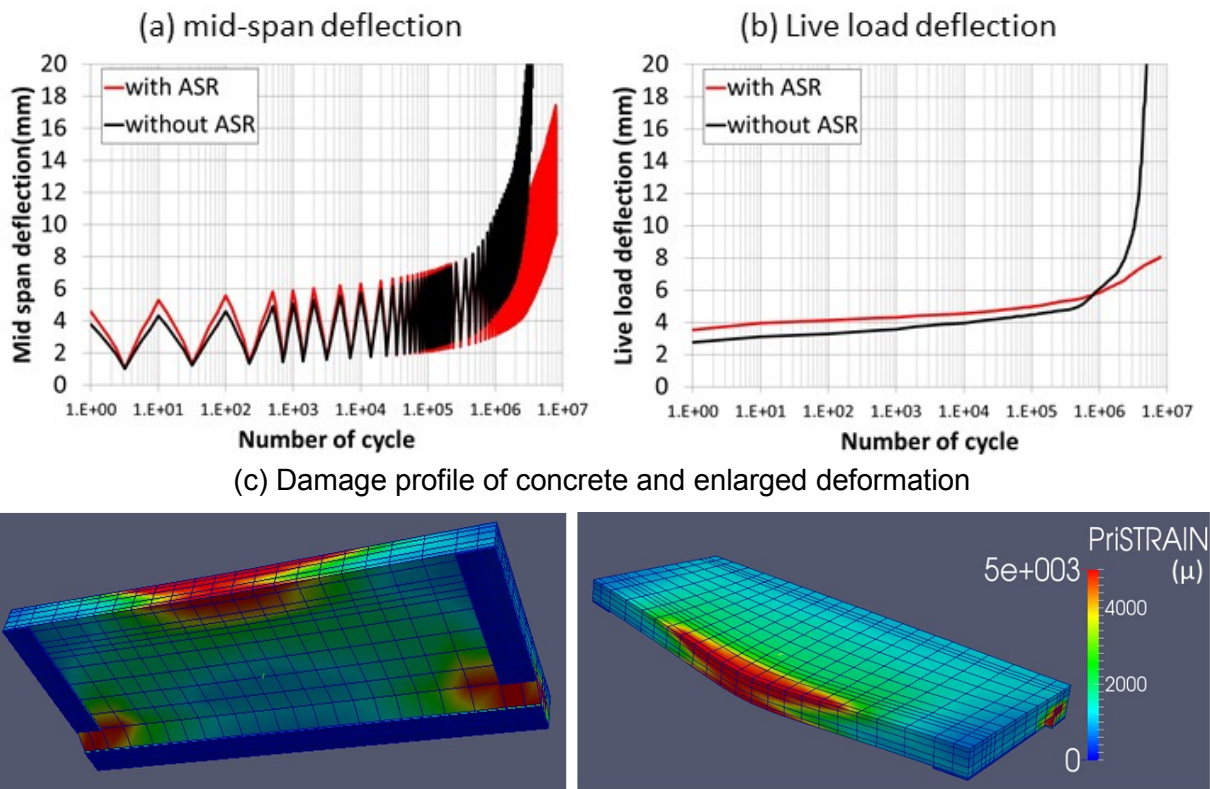 (a) mid-span deflection
Mid span deflection(mm)
20
18
16
14
12
10
8
6
4
2
0
with ASR
without ASR
1.E+00 1.E+01 1.E+02 1.E+03 1.E+04 1.E+05 1.E+06 1.E+07
Number of cycle
(b) Live load deflection
Live load deflection (mm)
20
18
16
14
12
10
8
6
4
2
0
with ASR
without ASR
1.E+00 1.E+01 1.E+02 1.E+03 1.E+04 1.E+05 1.E+06 1.E+07
Number of cycle
(c) Damage profile of concrete and enlarged deformation
PriSTRAIN
(μ)
5e+003
4000
2000
0